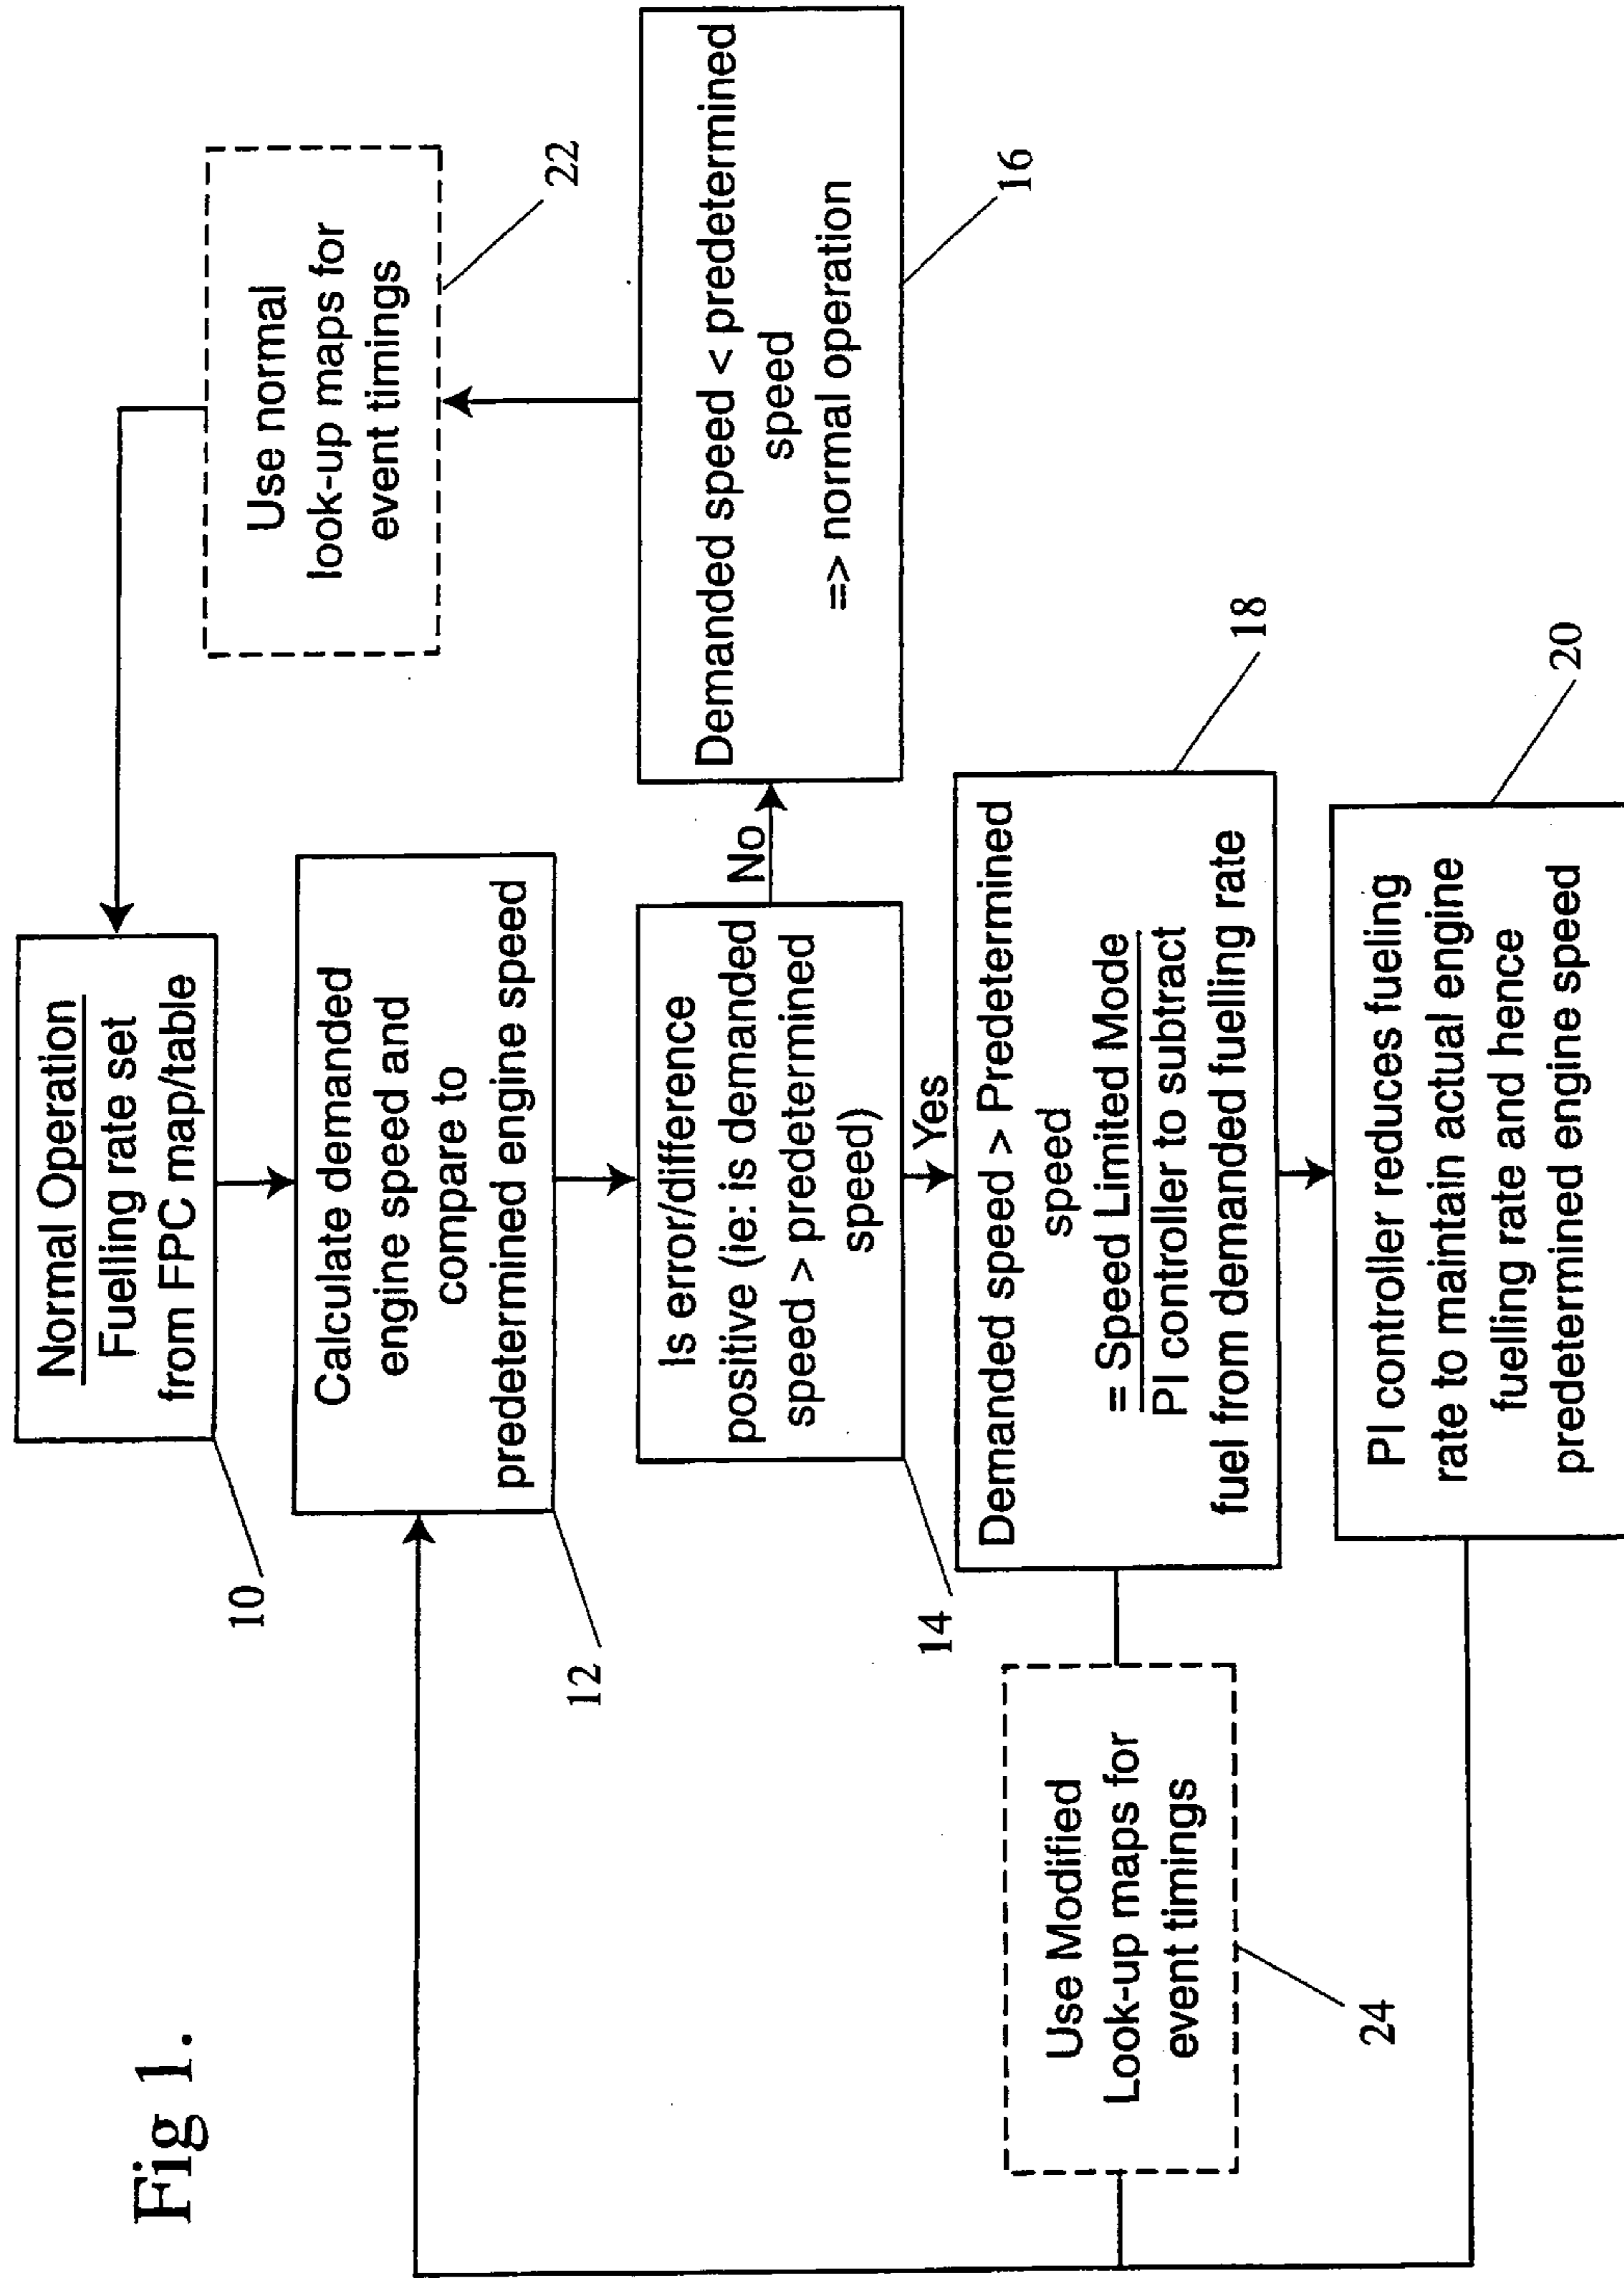 Fig 1.
Normal Operation
Fuelling rate set
from FPC map/table
10
Calculate demanded
engine speed and
compare to
predetermined engine speed
12
Is error/difference
positive (ie: is demanded
speed > predetermined
speed)
14
No
Yes
Demanded speed < predetermined
speed
=> normal operation
16
Use normal
look-up maps for
event timings
22
Demanded speed > Predetermined
speed
= Speed Limited Mode
PI controller to subtract
fuel from demanded fuelling rate
18
Use Modified
Look-up maps for
event timings
24
PI controller reduces fueling
rate to maintain actual engine
fuelling rate and hence
predetermined engine speed
20